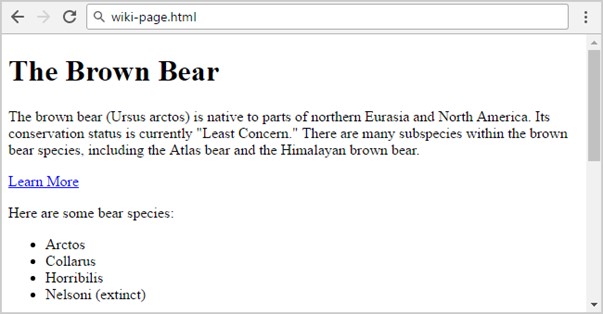 wiki-page.html
The Brown Bear
The brown bear (Ursus arctos) is native to parts of northern Eurasia and North America. Its
conservation status is currently "Least Concern." There are many subspecies within the brown
bear species, including the Atlas bear and the Himalayan brown bear.
Learn More
Here are some bear species:
Arctos
Collarus
Horribilis
Nelsoni (extinct)